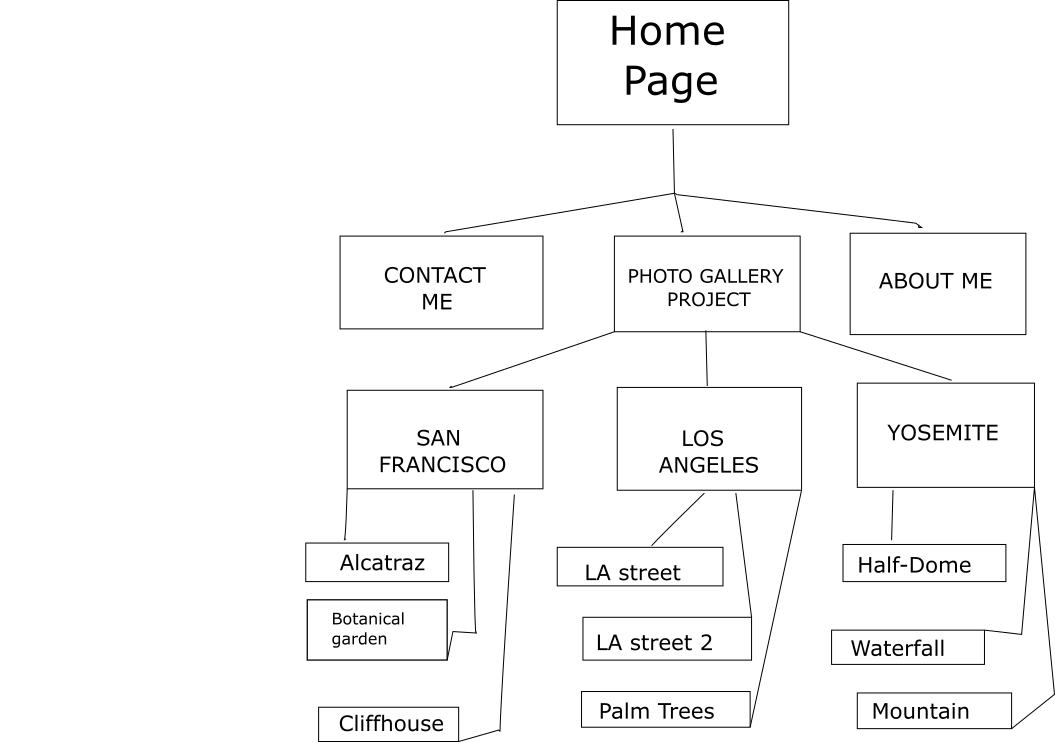 Home
Page
CONTACT
ME
PHOTO GALLERY
PROJECT
ABOUT ME
SAN
FRANCISCO
LOS
ANGELES
YOSEMITE
Alcatraz
LA street
Half-Dome
Botanical
garden
LA street 2
Waterfall
Cliffhouse
Palm Trees
Mountain